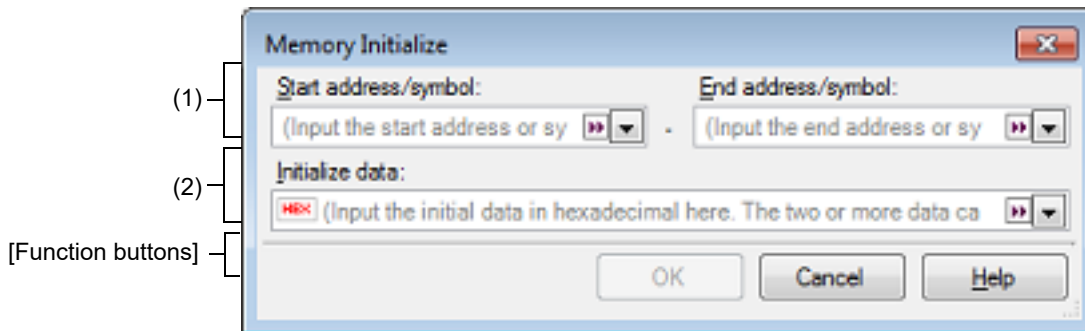 Memory Initialize
(1)
Start address/symbol: End address/symbol:
(Input the start address or sy - (Input the end address or sy
(2)
Initialize data:
HEX (Input the initial data in hexadecimal here. The two or more data ca
[Function buttons]
OK Cancel Help